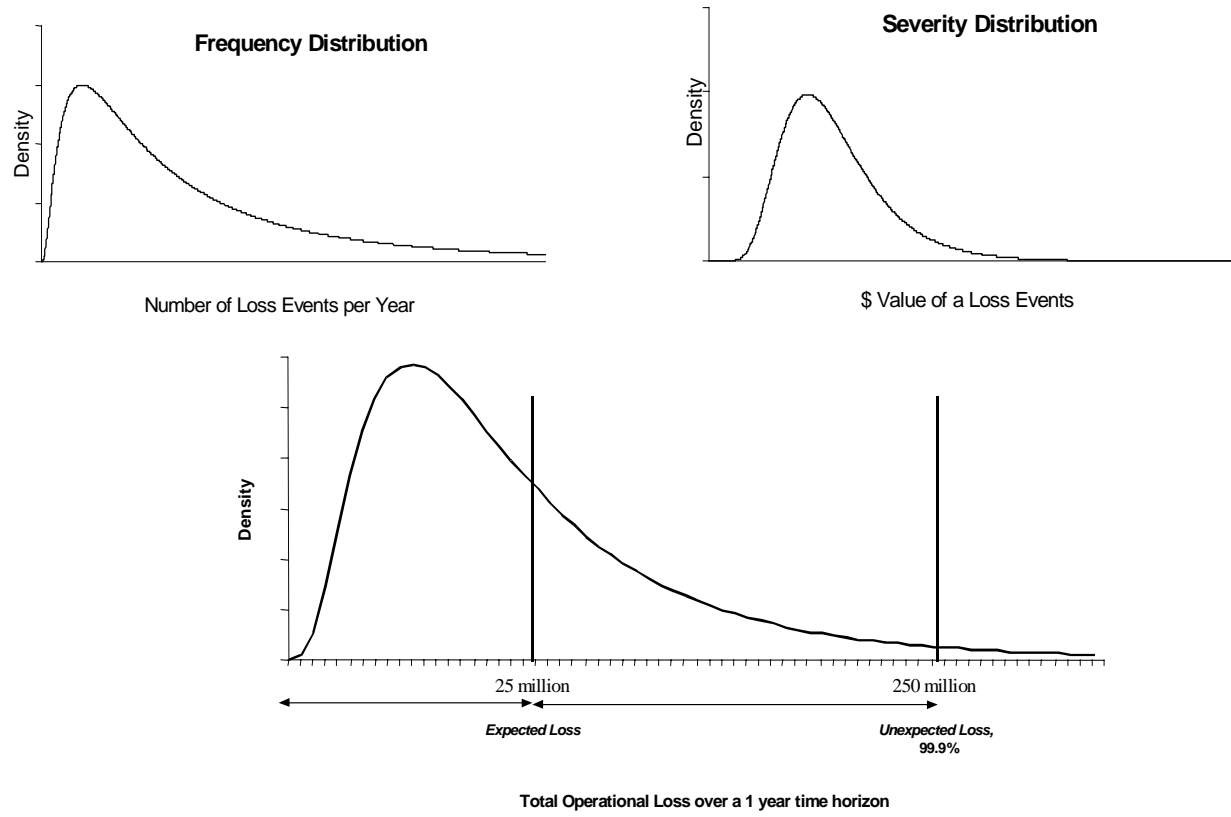 Frequency Distribution
Density
Number of Loss Events per Year
Severity Distribution
Density
$ Value of a Loss Events
Density
25 million
250 million
Expected Loss
Unexpected Loss,
99.9%
Total Operational Loss over a 1 year time horizon